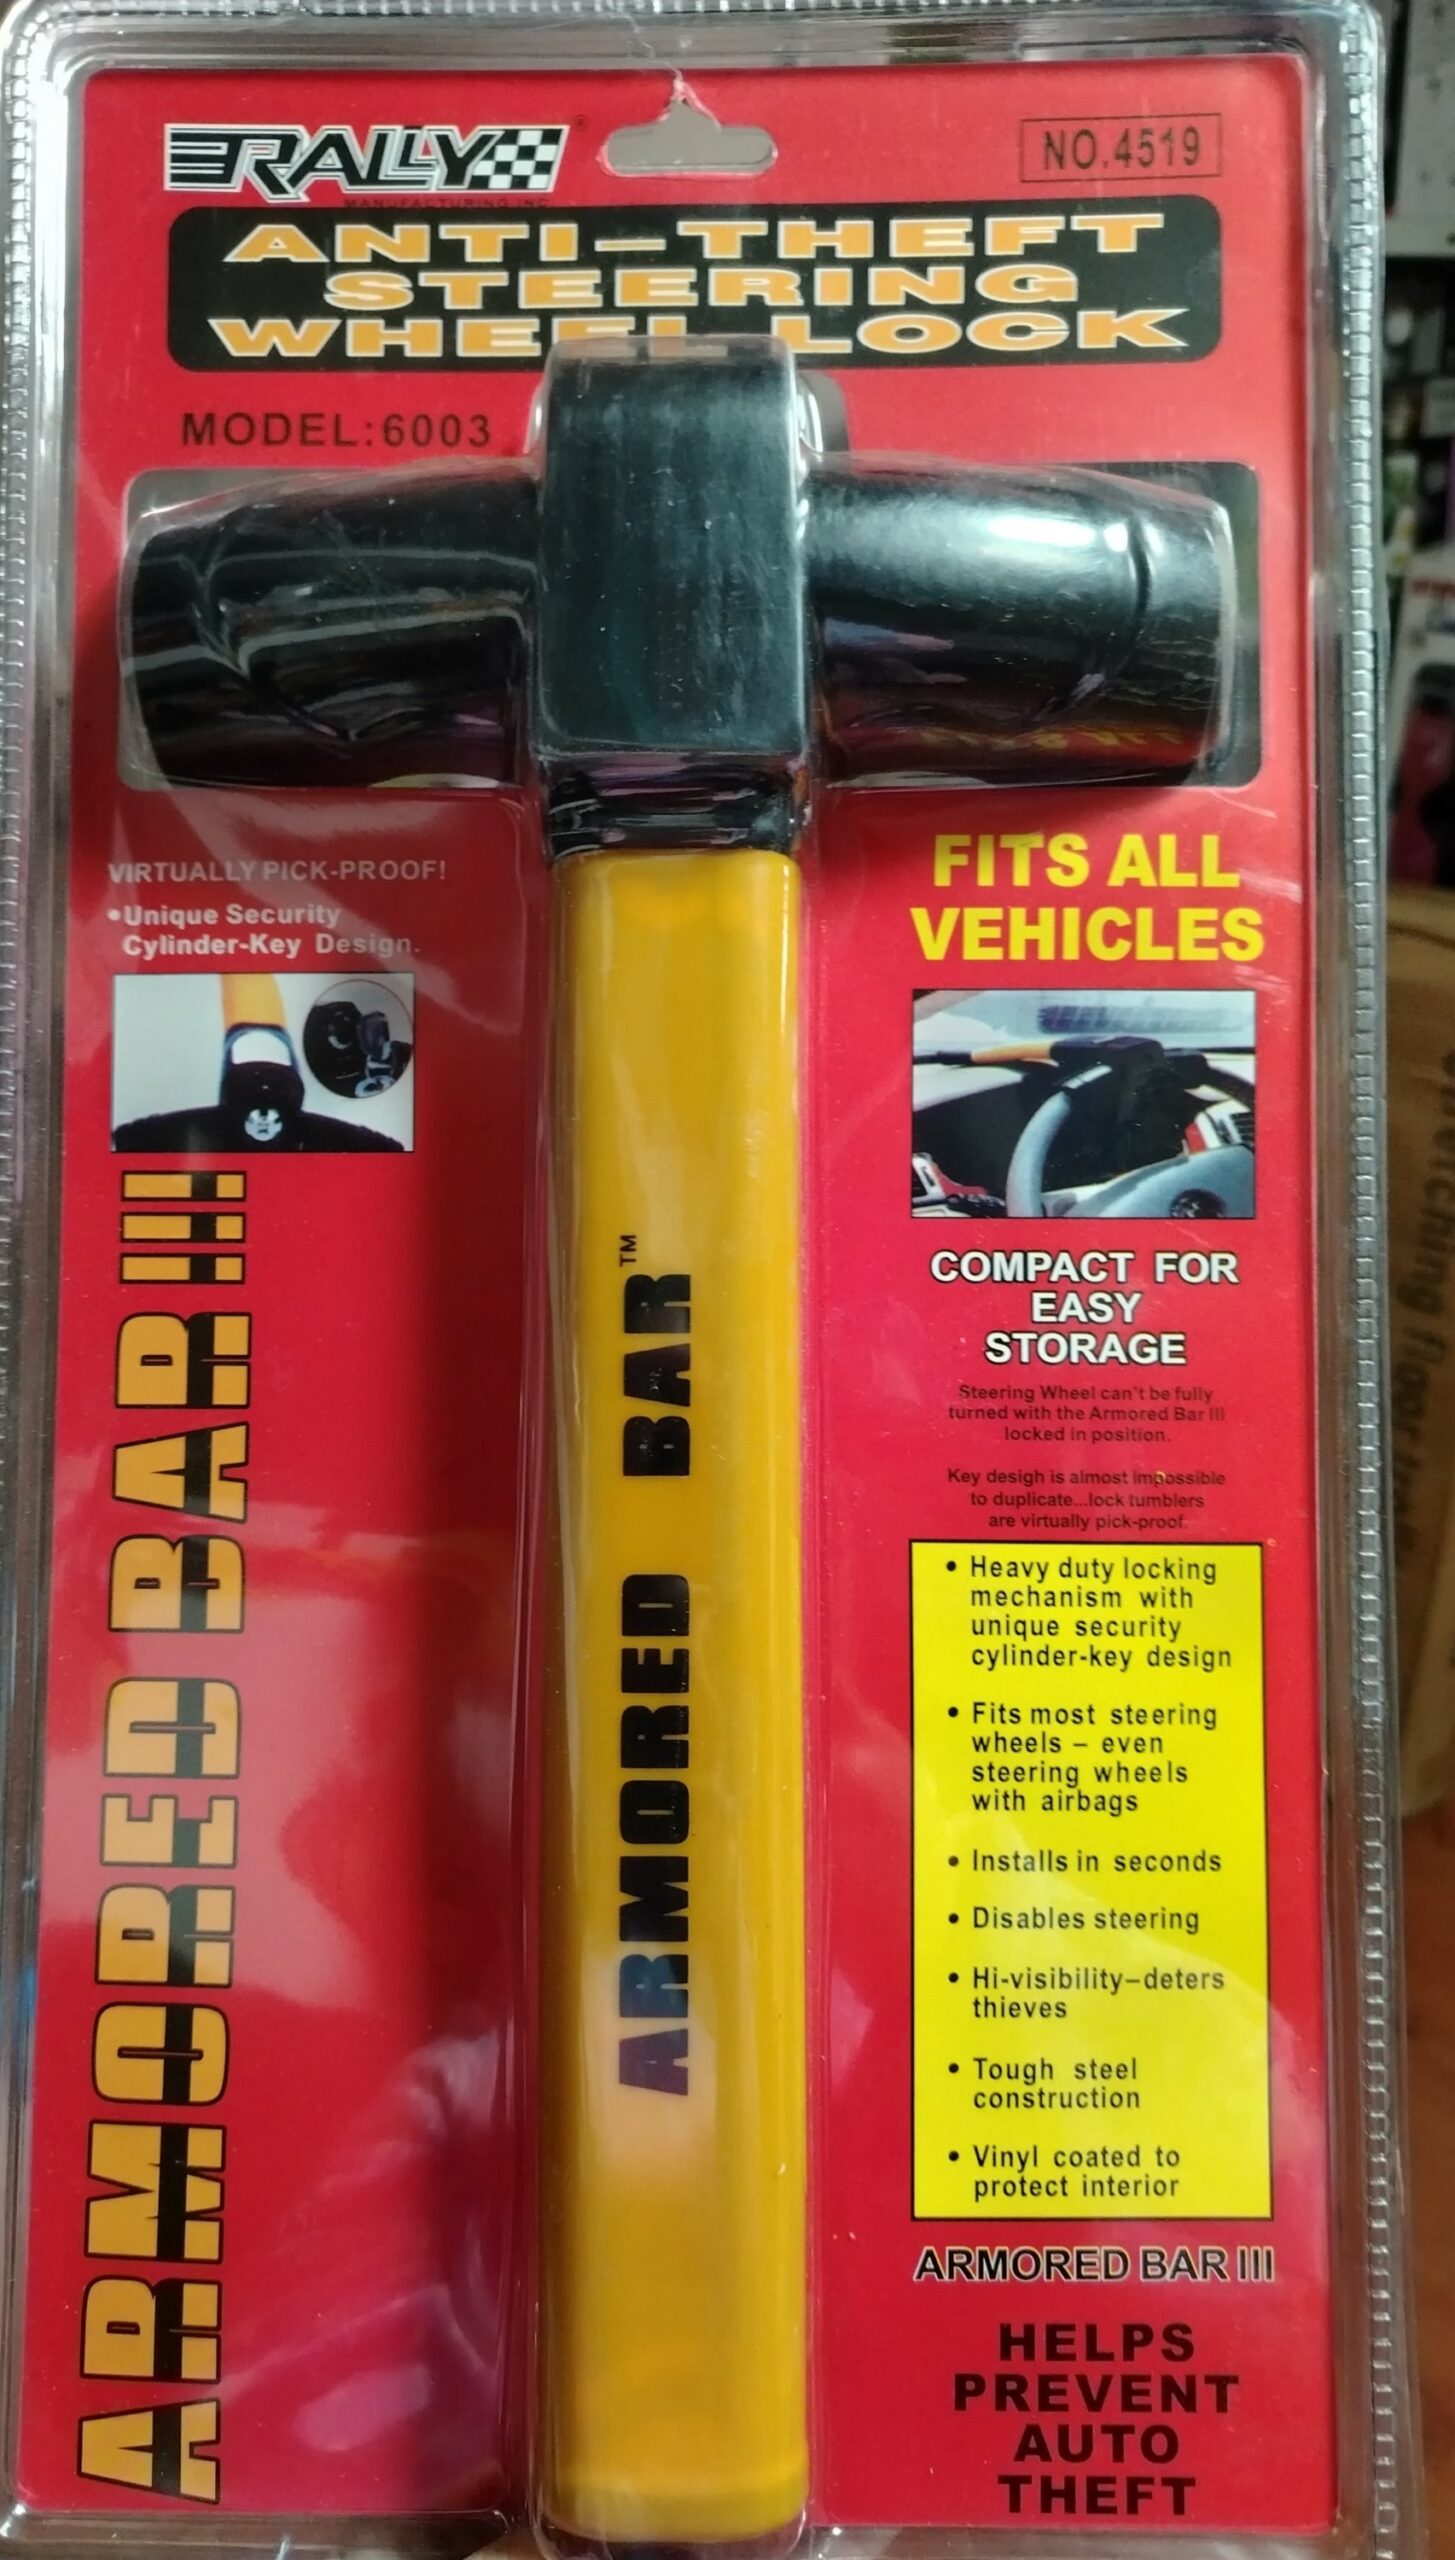 RALLY
MANUFACTURING INC
NO.4519
ANTI-THEFT
STEERING
WHEEL LOCK
MODEL:6003
VIRTUALLY PICK-PROOF!
•Unique Security
Cylinder-Key Design.
ARMORED BAR III
ARMORED BAR™
FITS ALL
VEHICLES
COMPACT FOR
EASY
STORAGE
Steering Wheel can't be fully
turned with the Armored Bar III
locked in position.
Key desigh is almost impossible
to duplicate...lock tumblers
are virtually pick-proof.
• Heavy duty locking
mechanism with
unique security
cylinder-key design
• Fits most steering
wheels – even
steering wheels
with airbags
• Installs in seconds
• Disables steering
• Hi-visibility–deters
thieves
• Tough steel
construction
• Vinyl coated to
protect interior
ARMORED BAR III
HELPS
PREVENT
AUTO
THEFT